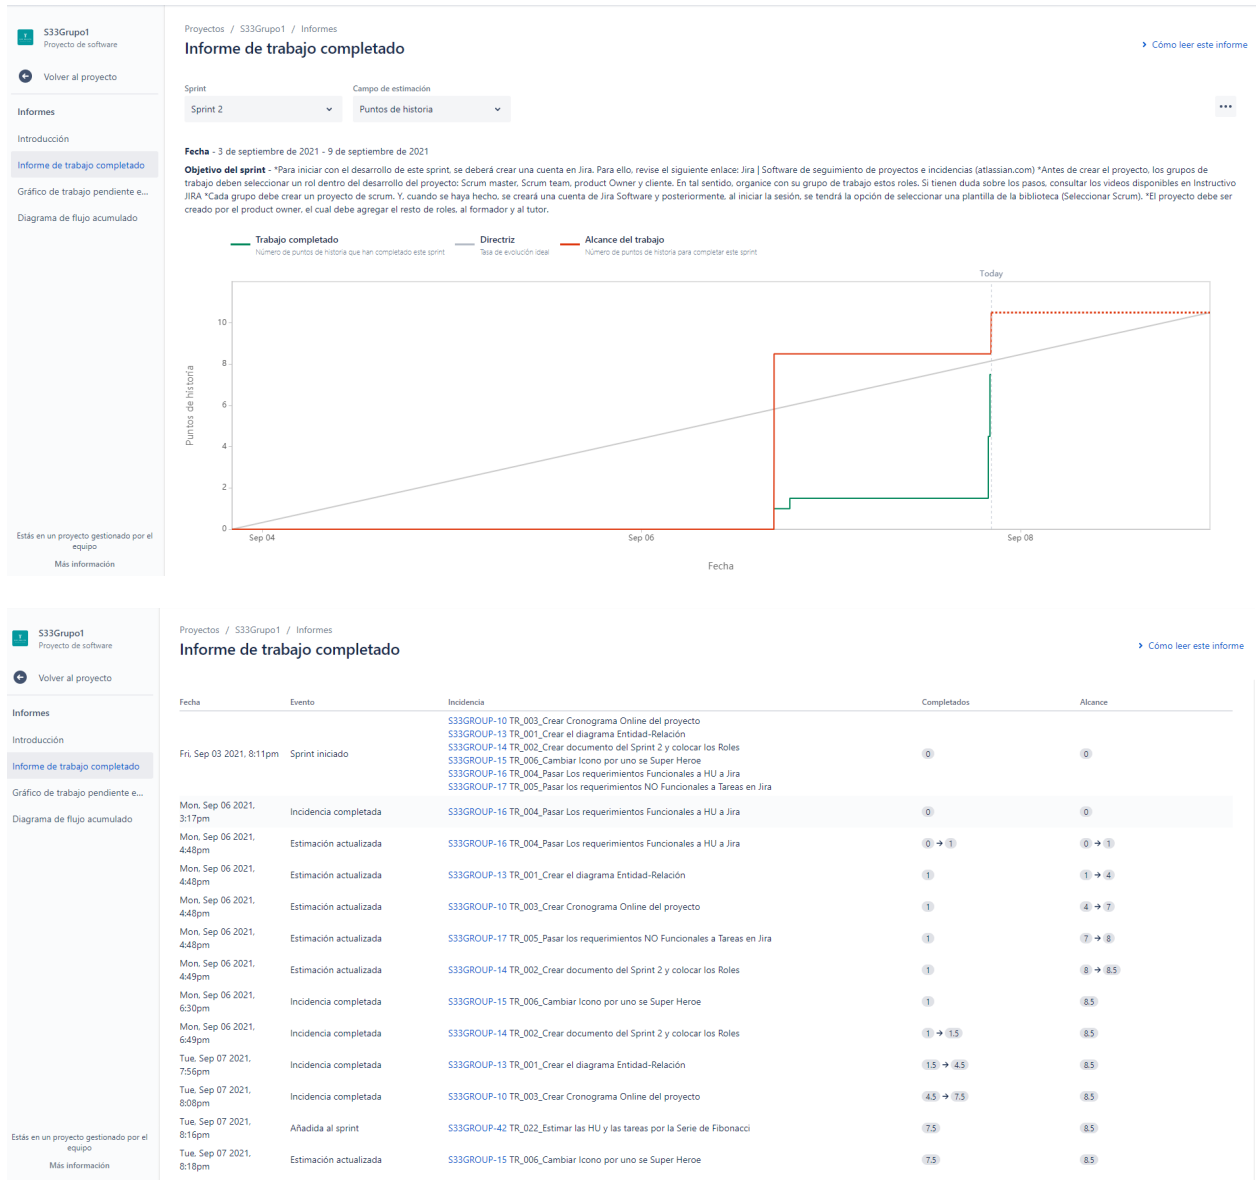 S33Grupo1
Proyecto de software
Volver al proyecto
Informes
Introducción
Informe de trabajo completado
Gráfico de trabajo pendiente e...
Diagrama de flujo acumulado
Estás en un proyecto gestionado por el
equipo
Más información
Proyectos / S33Grupo1 / Informes
Informe de trabajo completado
Cómo leer este informe
Sprint
Campo de estimación
Sprint 2
Puntos de historia
Fecha - 3 de septiembre de 2021 - 9 de septiembre de 2021
Objetivo del sprint - *Para iniciar con el desarrollo de este sprint, se deberá crear una cuenta en Jira. Para ello, revise el siguiente enlace: Jira | Software de seguimiento de proyectos e incidencias (atlassian.com) *Antes de crear el proyecto, los grupos de
trabajo deben seleccionar un rol dentro del desarrollo del proyecto: Scrum master, Scrum team, product Owner y cliente. En tal sentido, organice con su grupo de trabajo estos roles. Si tienen duda sobre los pasos, consultar los videos disponibles en Instructivo
JIRA *Cada grupo debe crear un proyecto de scrum. Y, cuando se haya hecho, se creará una cuenta de Jira Software y posteriormente, al iniciar la sesión, se tendrá la opción de seleccionar una plantilla de la biblioteca (Seleccionar Scrum). *El proyecto debe ser
creado por el product owner, el cual debe agregar el resto de roles, al formador y al tutor.
Trabajo completado
Número de puntos de historia que han completado este sprint
Directriz
Tasa de evolución ideal
Alcance del trabajo
Número de puntos de historia para completar este sprint
Today
Puntos de historia
10
8
6
4
2
0
Sep 04
Sep 06
Sep 08
Fecha
S33Grupo1
Proyecto de software
Volver al proyecto
Informes
Introducción
Informe de trabajo completado
Gráfico de trabajo pendiente e...
Diagrama de flujo acumulado
Estás en un proyecto gestionado por el
equipo
Más información
Proyectos / S33Grupo1 / Informes
Informe de trabajo completado
Cómo leer este informe
Fecha Evento Incidencia Completados Alcance
S33GROUP-10 TR_003_Crear Cronograma Online del proyecto
S33GROUP-13 TR_001_Crear el diagrama Entidad-Relación
S33GROUP-14 TR_002_Crear documento del Sprint 2 y colocar los Roles
Fri, Sep 03 2021, 8:11pm Sprint iniciado S33GROUP-15 TR_006_Cambiar Icono por uno se Super Heroe 0 0
S33GROUP-16 TR_004_Pasar Los requerimientos Funcionales a HU a Jira
S33GROUP-17 TR_005_Pasar los requerimientos NO Funcionales a Tareas en Jira
Mon, Sep 06 2021,
3:17pm Incidencia completada S33GROUP-16 TR_004_Pasar Los requerimientos Funcionales a HU a Jira 0 0
Mon, Sep 06 2021,
4:48pm Estimación actualizada S33GROUP-16 TR_004_Pasar Los requerimientos Funcionales a HU a Jira 0 → 1 0 → 1
Mon, Sep 06 2021,
4:48pm Estimación actualizada S33GROUP-13 TR_001_Crear el diagrama Entidad-Relación 1 1 → 4
Mon, Sep 06 2021,
4:48pm Estimación actualizada S33GROUP-10 TR_003_Crear Cronograma Online del proyecto 1 4 → 7
Mon, Sep 06 2021,
4:48pm Estimación actualizada S33GROUP-17 TR_005_Pasar los requerimientos NO Funcionales a Tareas en Jira 1 7 → 8
Mon, Sep 06 2021,
4:49pm Estimación actualizada S33GROUP-14 TR_002_Crear documento del Sprint 2 y colocar los Roles 1 8 → 8.5
Mon, Sep 06 2021,
6:30pm Incidencia completada S33GROUP-15 TR_006_Cambiar Icono por uno se Super Heroe 1 8.5
Mon, Sep 06 2021,
6:49pm Incidencia completada S33GROUP-14 TR_002_Crear documento del Sprint 2 y colocar los Roles 1 → 1.5 8.5
Tue, Sep 07 2021,
7:56pm Incidencia completada S33GROUP-13 TR_001_Crear el diagrama Entidad-Relación 1.5 → 4.5 8.5
Tue, Sep 07 2021,
8:08pm Incidencia completada S33GROUP-10 TR_003_Crear Cronograma Online del proyecto 4.5 → 7.5 8.5
Tue, Sep 07 2021,
8:16pm Añadida al sprint S33GROUP-42 TR_022_Estimar las HU y las tareas por la Serie de Fibonacci 7.5 8.5
Tue, Sep 07 2021,
8:18pm Estimación actualizada S33GROUP-15 TR_006_Cambiar Icono por uno se Super Heroe 7.5 8.5